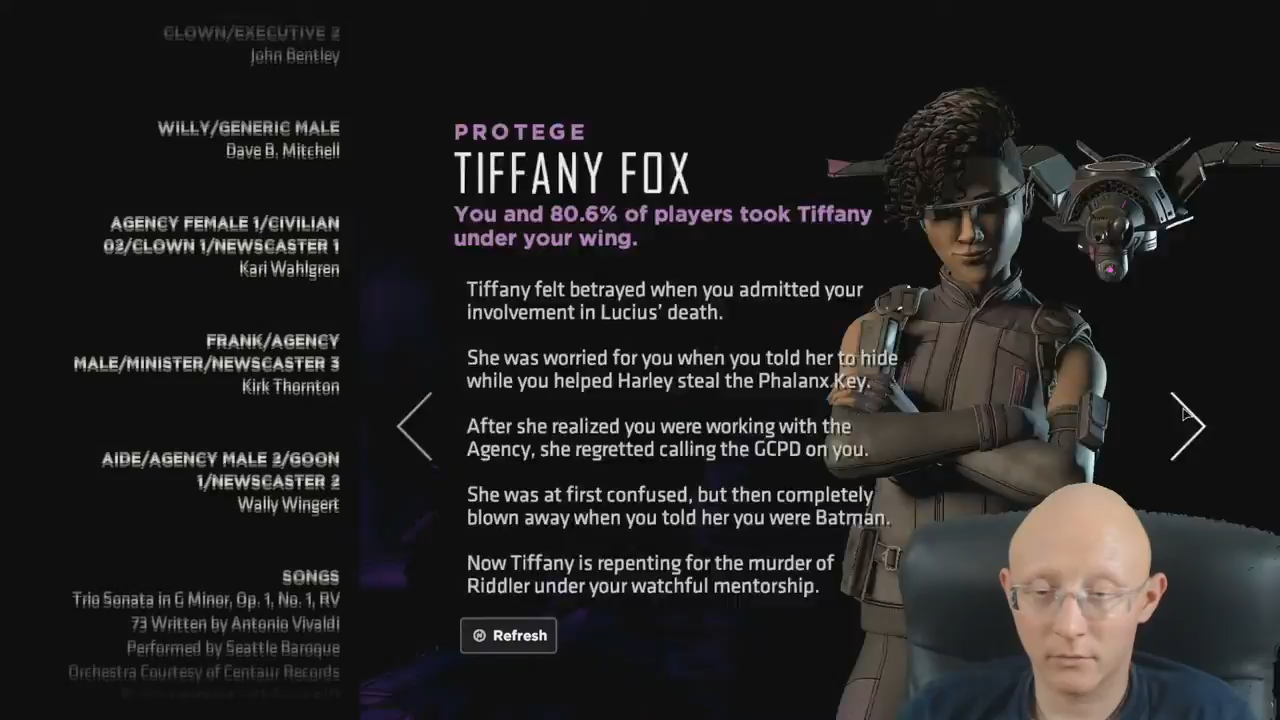 CLOWN/EXECUTIVE 2
John Bentley
WILLY/GENERIC MALE
Dave B. Mitchell
AGENCY FEMALE 1/CIVILIAN
02/CLOWN 1/NEWSCASTER 1
Kari Wahlgren
FRANK/AGENCY
MALE/MINISTER/NEWSCASTER 3
Kirk Thornton
AIDE/AGENCY MALE 2/GOON
1/NEWSCASTER 2
Wally Wingert
SONGS
Trio Sonata in G Minor, Op. 1, No. 1, RV
73 Written by Antonio Vivaldi
Performed by Seattle Baroque
Orchestra Courtesy of Centaur Records
PROTEGE
TIFFANY FOX
You and 80.6% of players took Tiffany
under your wing.
Tiffany felt betrayed when you admitted your
involvement in Lucius' death.
She was worried for you when you told her to hide
while you helped Harley steal the Phalanx Key.
After she realized you were working with the
Agency, she regretted calling the GCPD on you.
She was at first confused, but then completely
blown away when you told her you were Batman.
Now Tiffany is repenting for the murder of
Riddler under your watchful mentorship.
Refresh